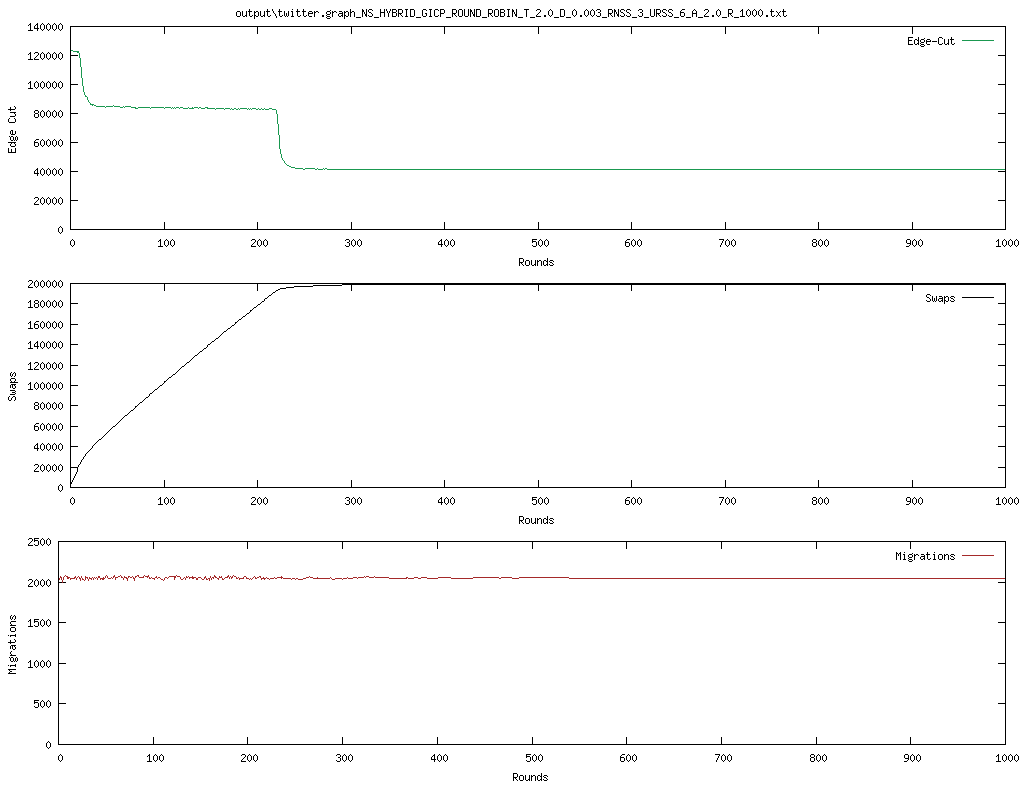 output\twitter.graph_NS_HYBRID_GICP_ROUND_ROBIN_T_2.0_D_0.003_RNSS_3_URSS_6_A_2.0_R_1000.txt
140000
120000
100000
80000
60000
40000
20000
0
Edge Cut
Edge-Cut
0 100 200 300 400 500 600 700 800 900 1000
Rounds
200000
180000
160000
140000
120000
100000
80000
60000
40000
20000
0
Swaps
Swaps
0 100 200 300 400 500 600 700 800 900 1000
Rounds
2500
2000
1500
1000
500
0
Migrations
Migrations
0 100 200 300 400 500 600 700 800 900 1000
Rounds